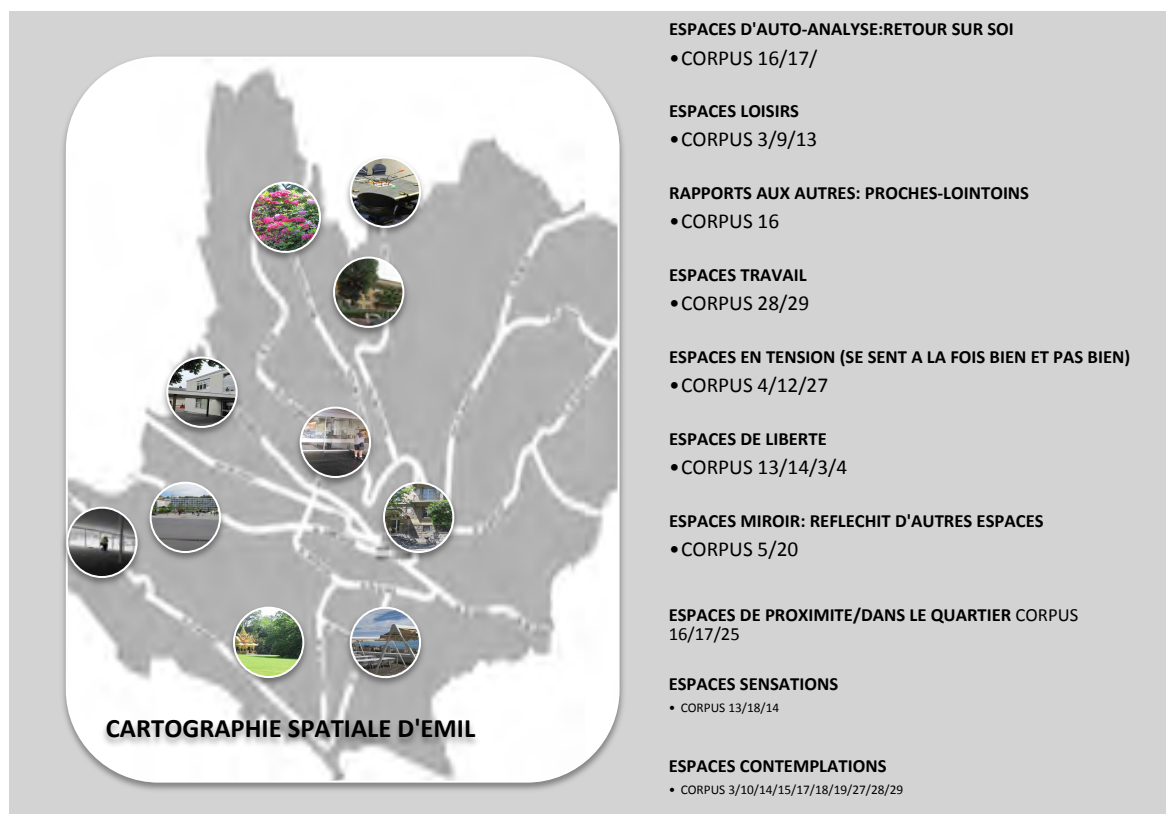 ESPACES D'AUTO-ANALYSE:RETOUR SUR SOI
•CORPUS 16/17/
ESPACES LOISIRS
•CORPUS 3/9/13
RAPPORTS AUX AUTRES: PROCHES-LOINTOINS
•CORPUS 16
ESPACES TRAVAIL
•CORPUS 28/29
ESPACES EN TENSION (SE SENT A LA FOIS BIEN ET PAS BIEN)
•CORPUS 4/12/27
ESPACES DE LIBERTE
•CORPUS 13/14/3/4
ESPACES MIROIR: REFLECHIT D'AUTRES ESPACES
•CORPUS 5/20
ESPACES DE PROXIMITE/DANS LE QUARTIER CORPUS
16/17/25
ESPACES SENSATIONS
• CORPUS 13/18/14
ESPACES CONTEMPLATIONS
• CORPUS 3/10/14/15/17/18/19/27/28/29
CARTOGRAPHIE SPATIALE D'EMIL